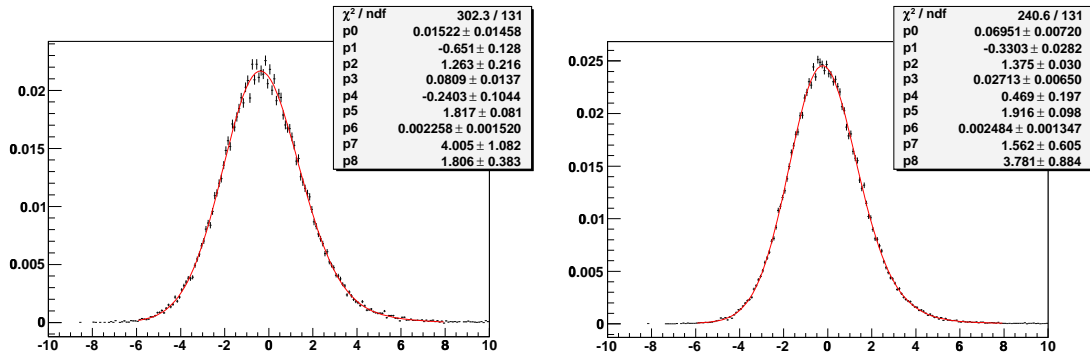 χ² / ndf 302.3 / 131
p0 0.01522 ± 0.01458
p1 -0.651 ± 0.128
p2 1.263 ± 0.216
p3 0.0809 ± 0.0137
p4 -0.2403 ± 0.1044
p5 1.817 ± 0.081
p6 0.002258 ± 0.001520
p7 4.005 ± 1.082
p8 1.806 ± 0.383
0.02
0.015
0.01
0.005
0
-10 -8 -6 -4 -2 0 2 4 6 8 10
χ² / ndf 240.6 / 131
p0 0.06951 ± 0.00720
p1 -0.3303 ± 0.0282
p2 1.375 ± 0.030
p3 0.02713 ± 0.00650
p4 0.469 ± 0.197
p5 1.916 ± 0.098
p6 0.002484 ± 0.001347
p7 1.562 ± 0.605
p8 3.781 ± 0.884
0.025
0.02
0.015
0.01
0.005
0
-10 -8 -6 -4 -2 0 2 4 6 8 10